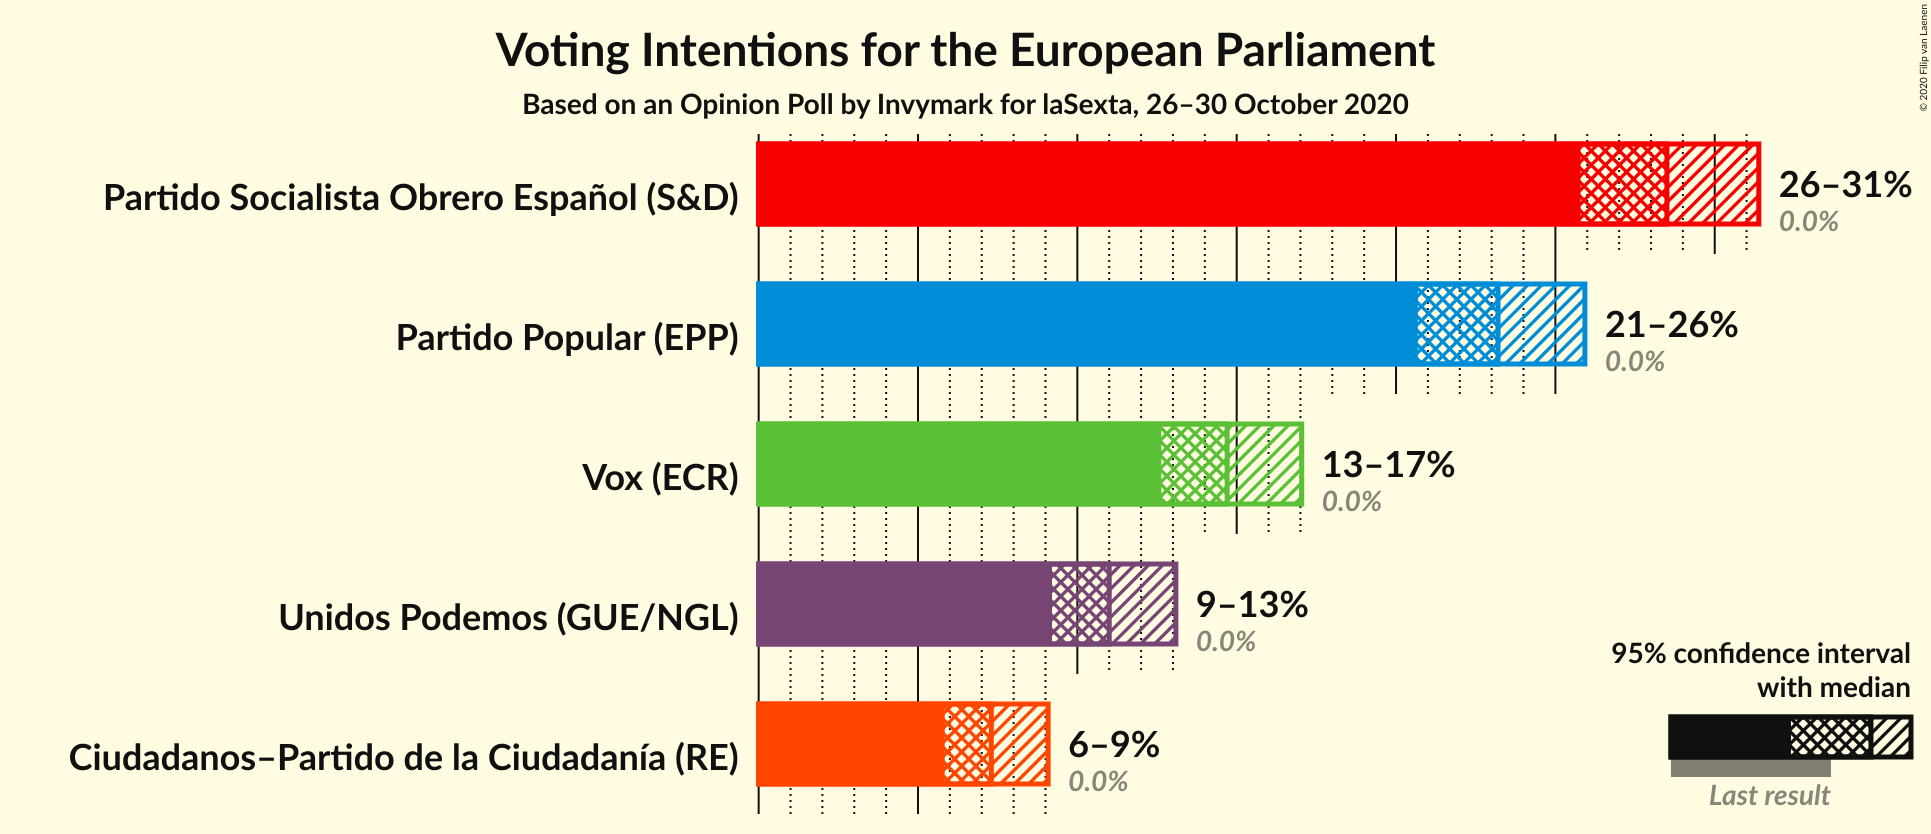 Voting Intentions for the European Parliament
Based on an Opinion Poll by Invymark for laSexta, 26–30 October 2020
© 2020 Filip van Laenen
Partido Socialista Obrero Español (S&D)
26–31%
0.0%
Partido Popular (EPP)
21–26%
0.0%
Vox (ECR)
13–17%
0.0%
Unidos Podemos (GUE/NGL)
9–13%
0.0%
Ciudadanos–Partido de la Ciudadanía (RE)
6–9%
0.0%
95% confidence interval
with median
Last result